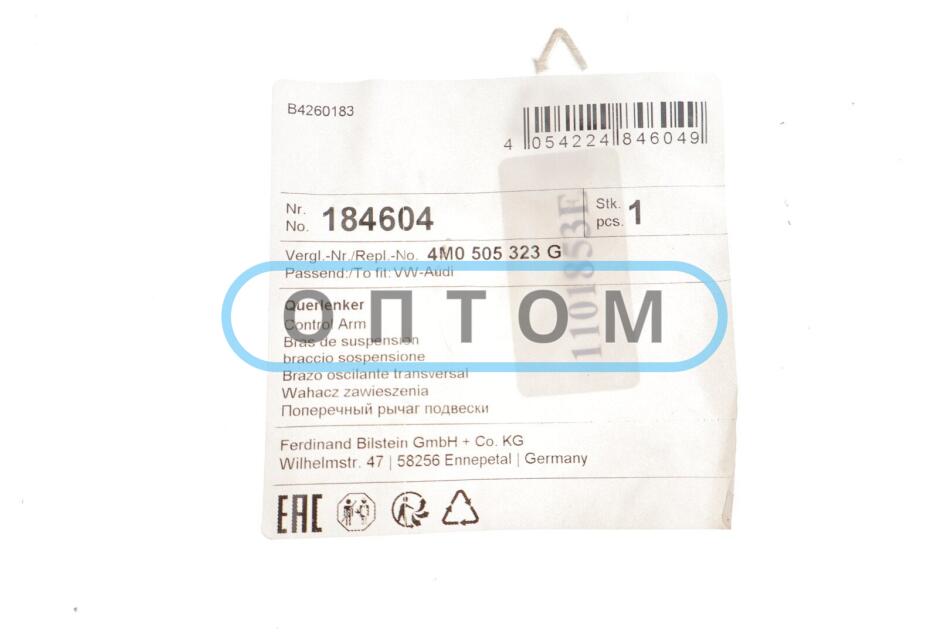 B4260183
4 054224 846049
Nr.
No. 184604
Stk.
pcs. 1
Vergl.-Nr./Repl.-No. 4M0 505 323 G
Passend:/To fit: VW-Audi
Querlenker
Control Arm
Bras de suspension
braccio sospensione
Brazo oscilante transversal
Wahacz zawieszenia
Поперечный рычаг подвески
ОПТОМ
1101853E
Ferdinand Bilstein GmbH + Co. KG
Wilhelmstr. 47 | 58256 Ennepetal | Germany
EAC